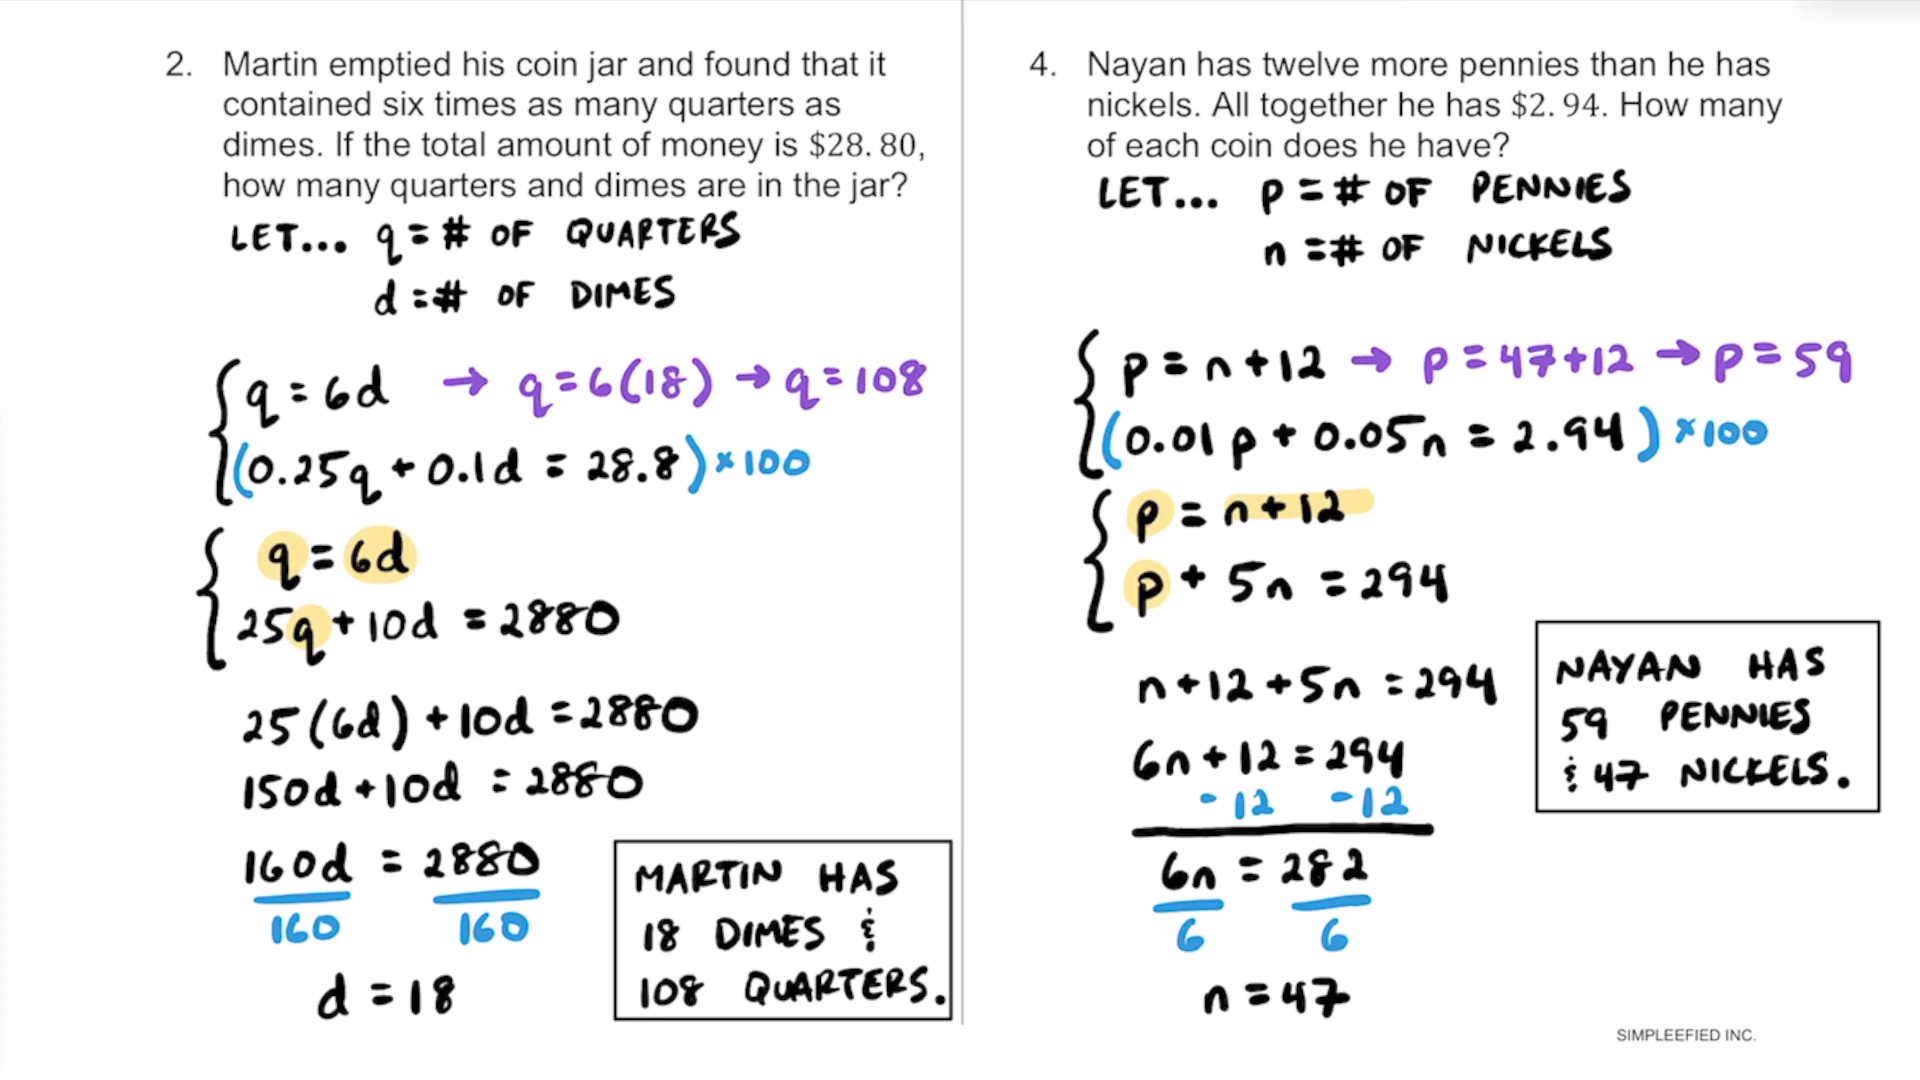 2. Martin emptied his coin jar and found that it
contained six times as many quarters as
dimes. If the total amount of money is $28.80,
how many quarters and dimes are in the jar?
LET... q = # OF QUARTERS
d = # OF DIMES
q = 6d → q = 6(18) → q = 108
(0.25q + 0.1d = 28.8) × 100
q = 6d
25q + 10d = 2880
25(6d) + 10d = 2880
150d + 10d = 2880
160d = 2880
160 160
d = 18
MARTIN HAS
18 DIMES &
108 QUARTERS.
4. Nayan has twelve more pennies than he has
nickels. All together he has $2.94. How many
of each coin does he have?
LET... p = # OF PENNIES
n = # OF NICKELS
p = n + 12 → p = 47 + 12 → p = 59
(0.01p + 0.05n = 2.94) × 100
p = n + 12
p + 5n = 294
n + 12 + 5n = 294
6n + 12 = 294
- 12 - 12
6n = 282
6 6
n = 47
NAYAN HAS
59 PENNIES
& 47 NICKELS.
SIMPLEEFIED INC.